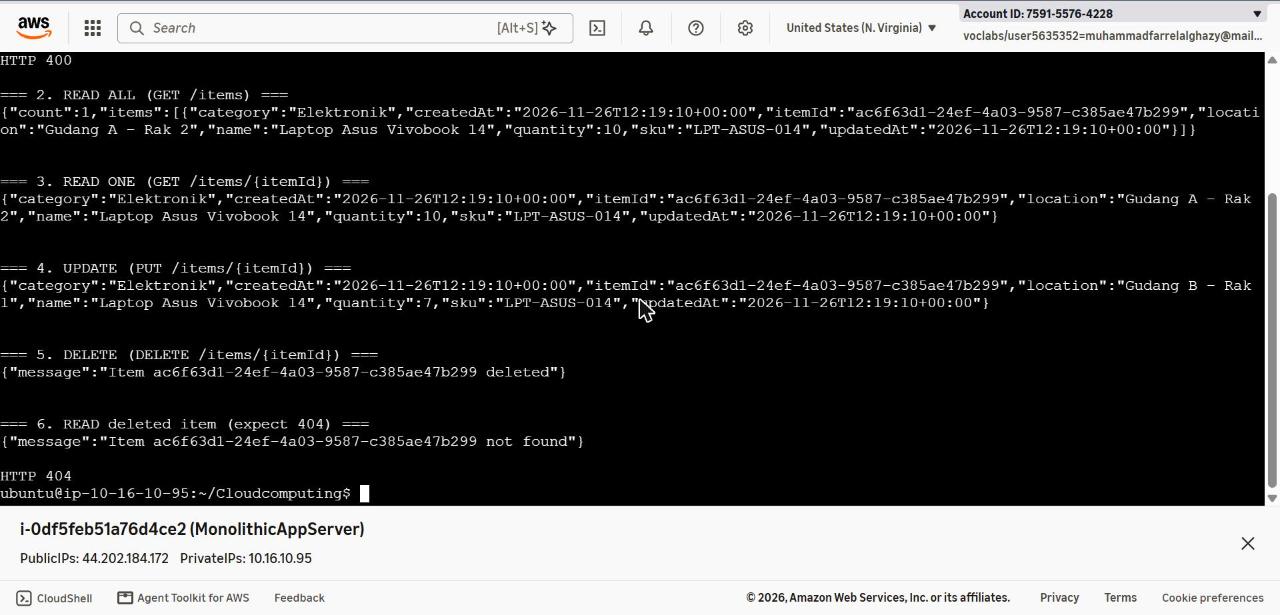 aws
Search
[Alt+S]
United States (N. Virginia)
Account ID: 7591-5576-4228
voclabs/user5635352=muhammadfarrelalghazy@mail...
HTTP 400
=== 2. READ ALL (GET /items) ===
{"count":1,"items":[{"category":"Elektronik","createdAt":"2026-11-26T12:19:10+00:00","itemId":"ac6f63d1-24ef-4a03-9587-c385ae47b299","locati
on":"Gudang A - Rak 2","name":"Laptop Asus Vivobook 14","quantity":10,"sku":"LPT-ASUS-014","updatedAt":"2026-11-26T12:19:10+00:00"}]}
=== 3. READ ONE (GET /items/{itemId}) ===
{"category":"Elektronik","createdAt":"2026-11-26T12:19:10+00:00","itemId":"ac6f63d1-24ef-4a03-9587-c385ae47b299","location":"Gudang A - Rak
2","name":"Laptop Asus Vivobook 14","quantity":10,"sku":"LPT-ASUS-014","updatedAt":"2026-11-26T12:19:10+00:00"}
=== 4. UPDATE (PUT /items/{itemId}) ===
{"category":"Elektronik","createdAt":"2026-11-26T12:19:10+00:00","itemId":"ac6f63d1-24ef-4a03-9587-c385ae47b299","location":"Gudang B - Rak
1","name":"Laptop Asus Vivobook 14","quantity":7,"sku":"LPT-ASUS-014","updatedAt":"2026-11-26T12:19:10+00:00"}
=== 5. DELETE (DELETE /items/{itemId}) ===
{"message":"Item ac6f63d1-24ef-4a03-9587-c385ae47b299 deleted"}
=== 6. READ deleted item (expect 404) ===
{"message":"Item ac6f63d1-24ef-4a03-9587-c385ae47b299 not found"}
HTTP 404
ubuntu@ip-10-16-10-95:~/Cloudcomputing$
i-0df5feb51a76d4ce2 (MonolithicAppServer)
PublicIPs: 44.202.184.172 PrivateIPs: 10.16.10.95
CloudShell Agent Toolkit for AWS Feedback © 2026, Amazon Web Services, Inc. or its affiliates. Privacy Terms Cookie preferences